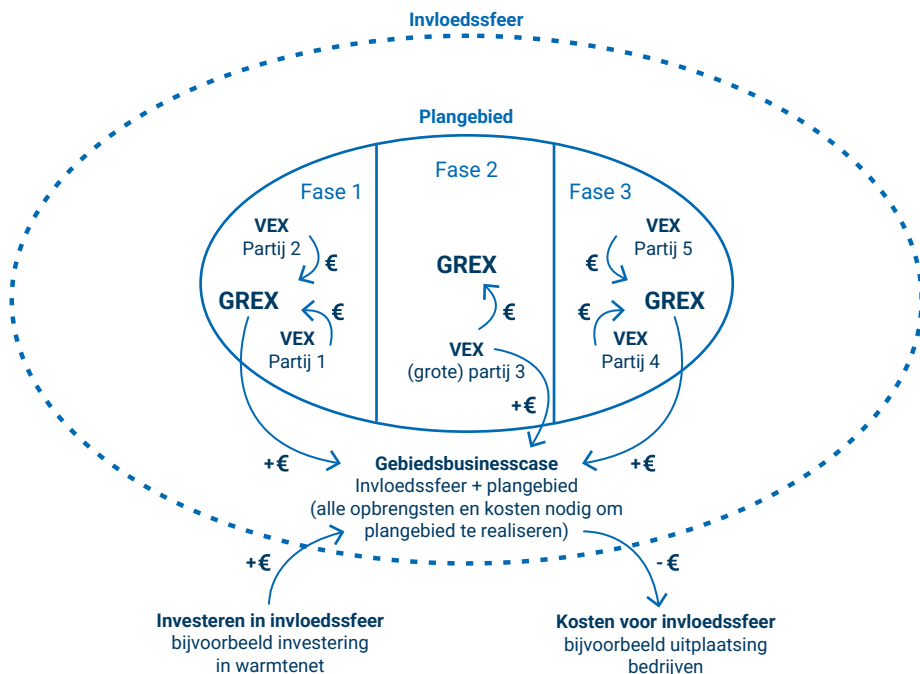 Invloedssfeer
Plangebied
Fase 1
Fase 2
Fase 3
VEX
Partij 2
€
GREX
€
VEX
Partij 1
GREX
€
VEX
(grote) partij 3
VEX
Partij 5
€
GREX
€
VEX
Partij 4
+€
+€
+€
Gebiedsbusinesscase
Invloedssfeer + plangebied
(alle opbrengsten en kosten nodig om
plangebied te realiseren)
+€
- €
Investeren in invloedssfeer
bijvoorbeeld investering
in warmtenet
Kosten voor invloedssfeer
bijvoorbeeld uitplaatsing
bedrijven